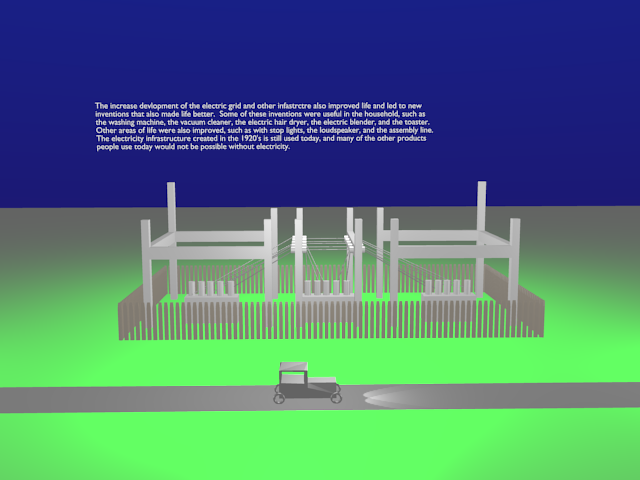 The increase devlopment of the electric grid and other infastrctre also improved life and led to new
inventions that also made life better.  Some of these inventions were useful in the household, such as
the washing machine, the vacuum cleaner, the electric hair dryer, the electric blender, and the toaster.
Other areas of life were also improved, such as with stop lights, the loudspeaker, and the assembly line.
The electricity infrastructure created in the 1920's is still used today, and many of the other products
people use today would not be possible without electricity.